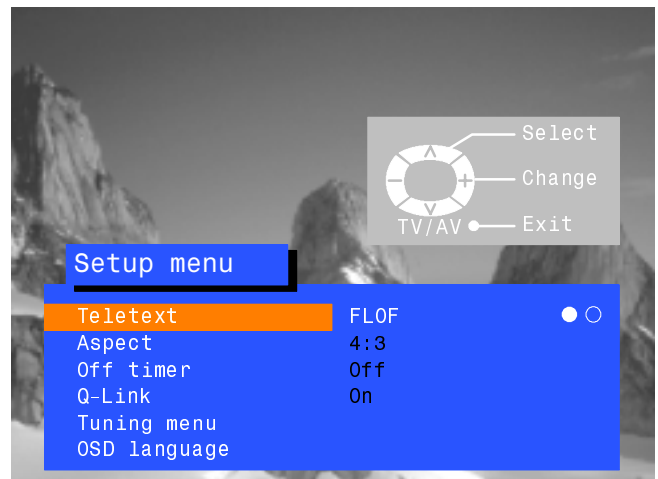 Select
Change
TV/AV Exit
Setup menu
Teletext FLOF
Aspect 4:3
Off timer Off
Q-Link On
Tuning menu
OSD language